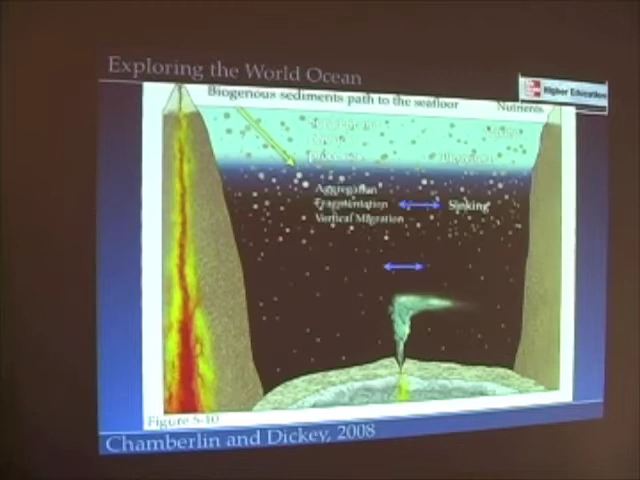 Exploring the World Ocean
Higher Education
Biogenous sediments path to the seafloor
Nutrients
Aggregation
Fragmentation
Sinking
Vertical Migration
Figure 5-10
Chamberlin and Dickey, 2008